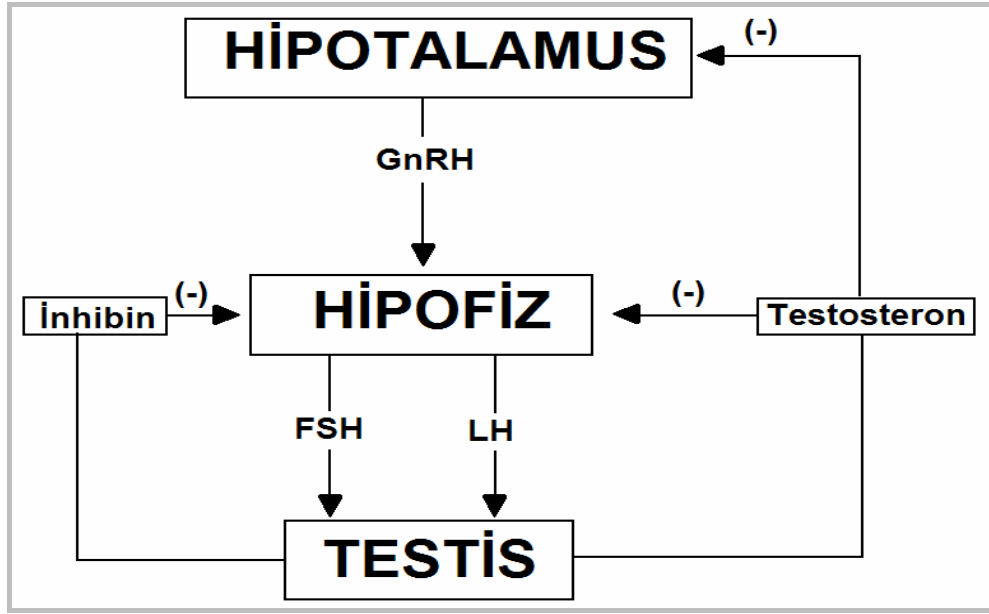 HİPOTALAMUS
(-)
GnRH
İnhibin
(-)
HİPOFİZ
(-)
Testosteron
FSH
LH
TESTİS